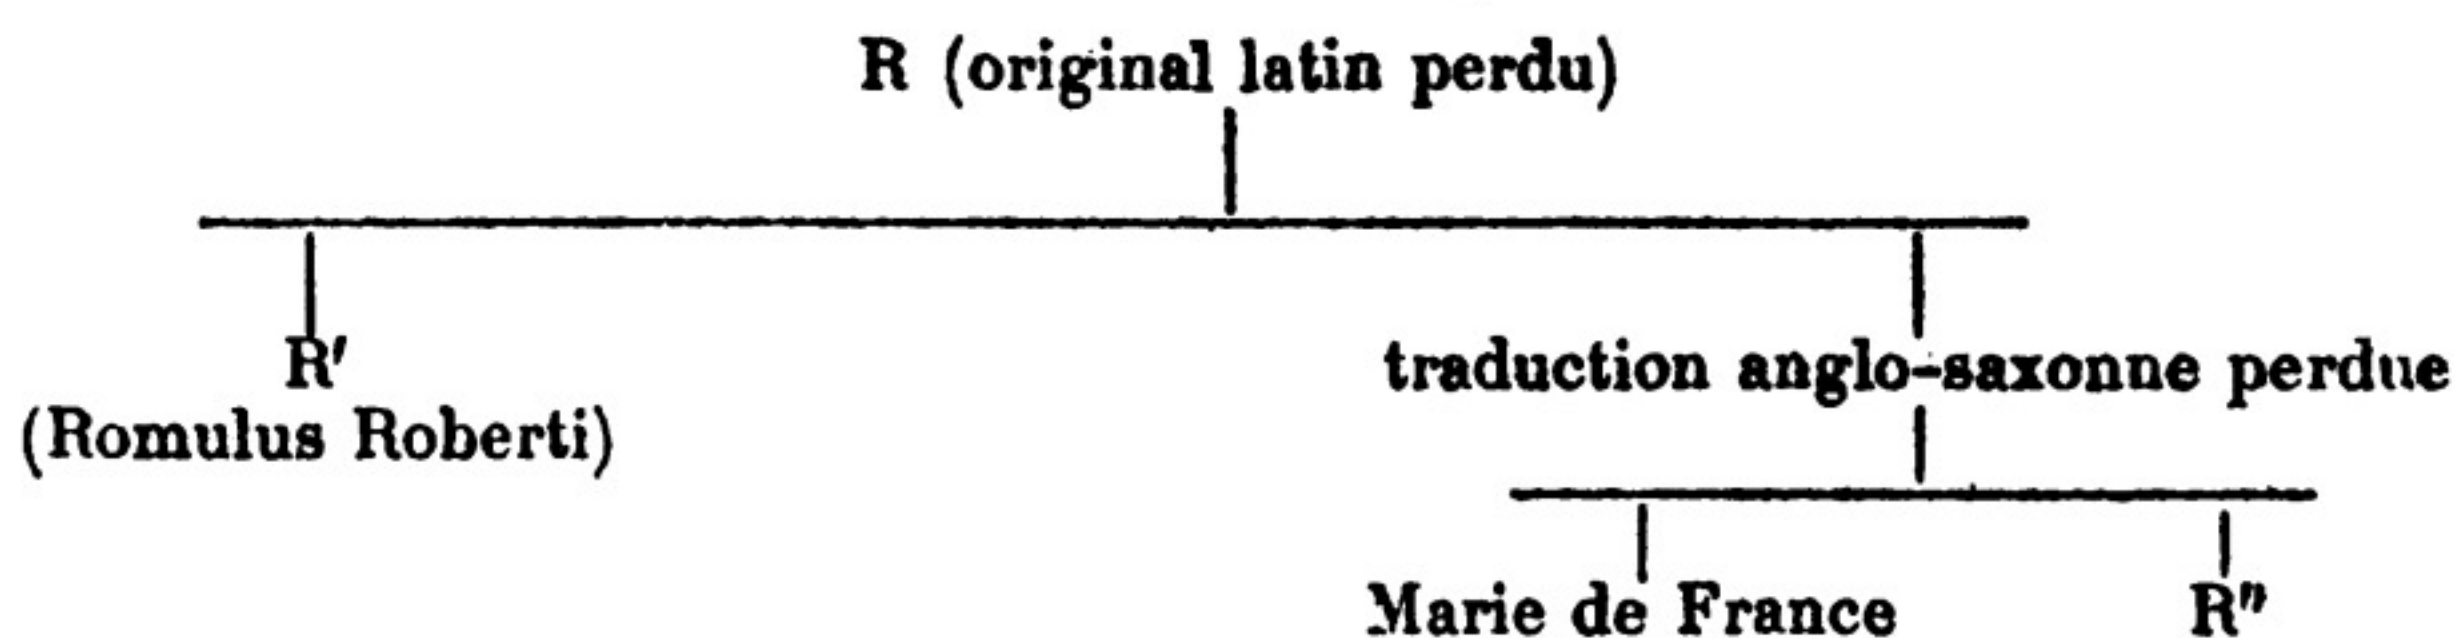 R (original latin perdu)
R′
traduction anglo-saxonne perdue
(Romulus Roberti)
Marie de France
R″